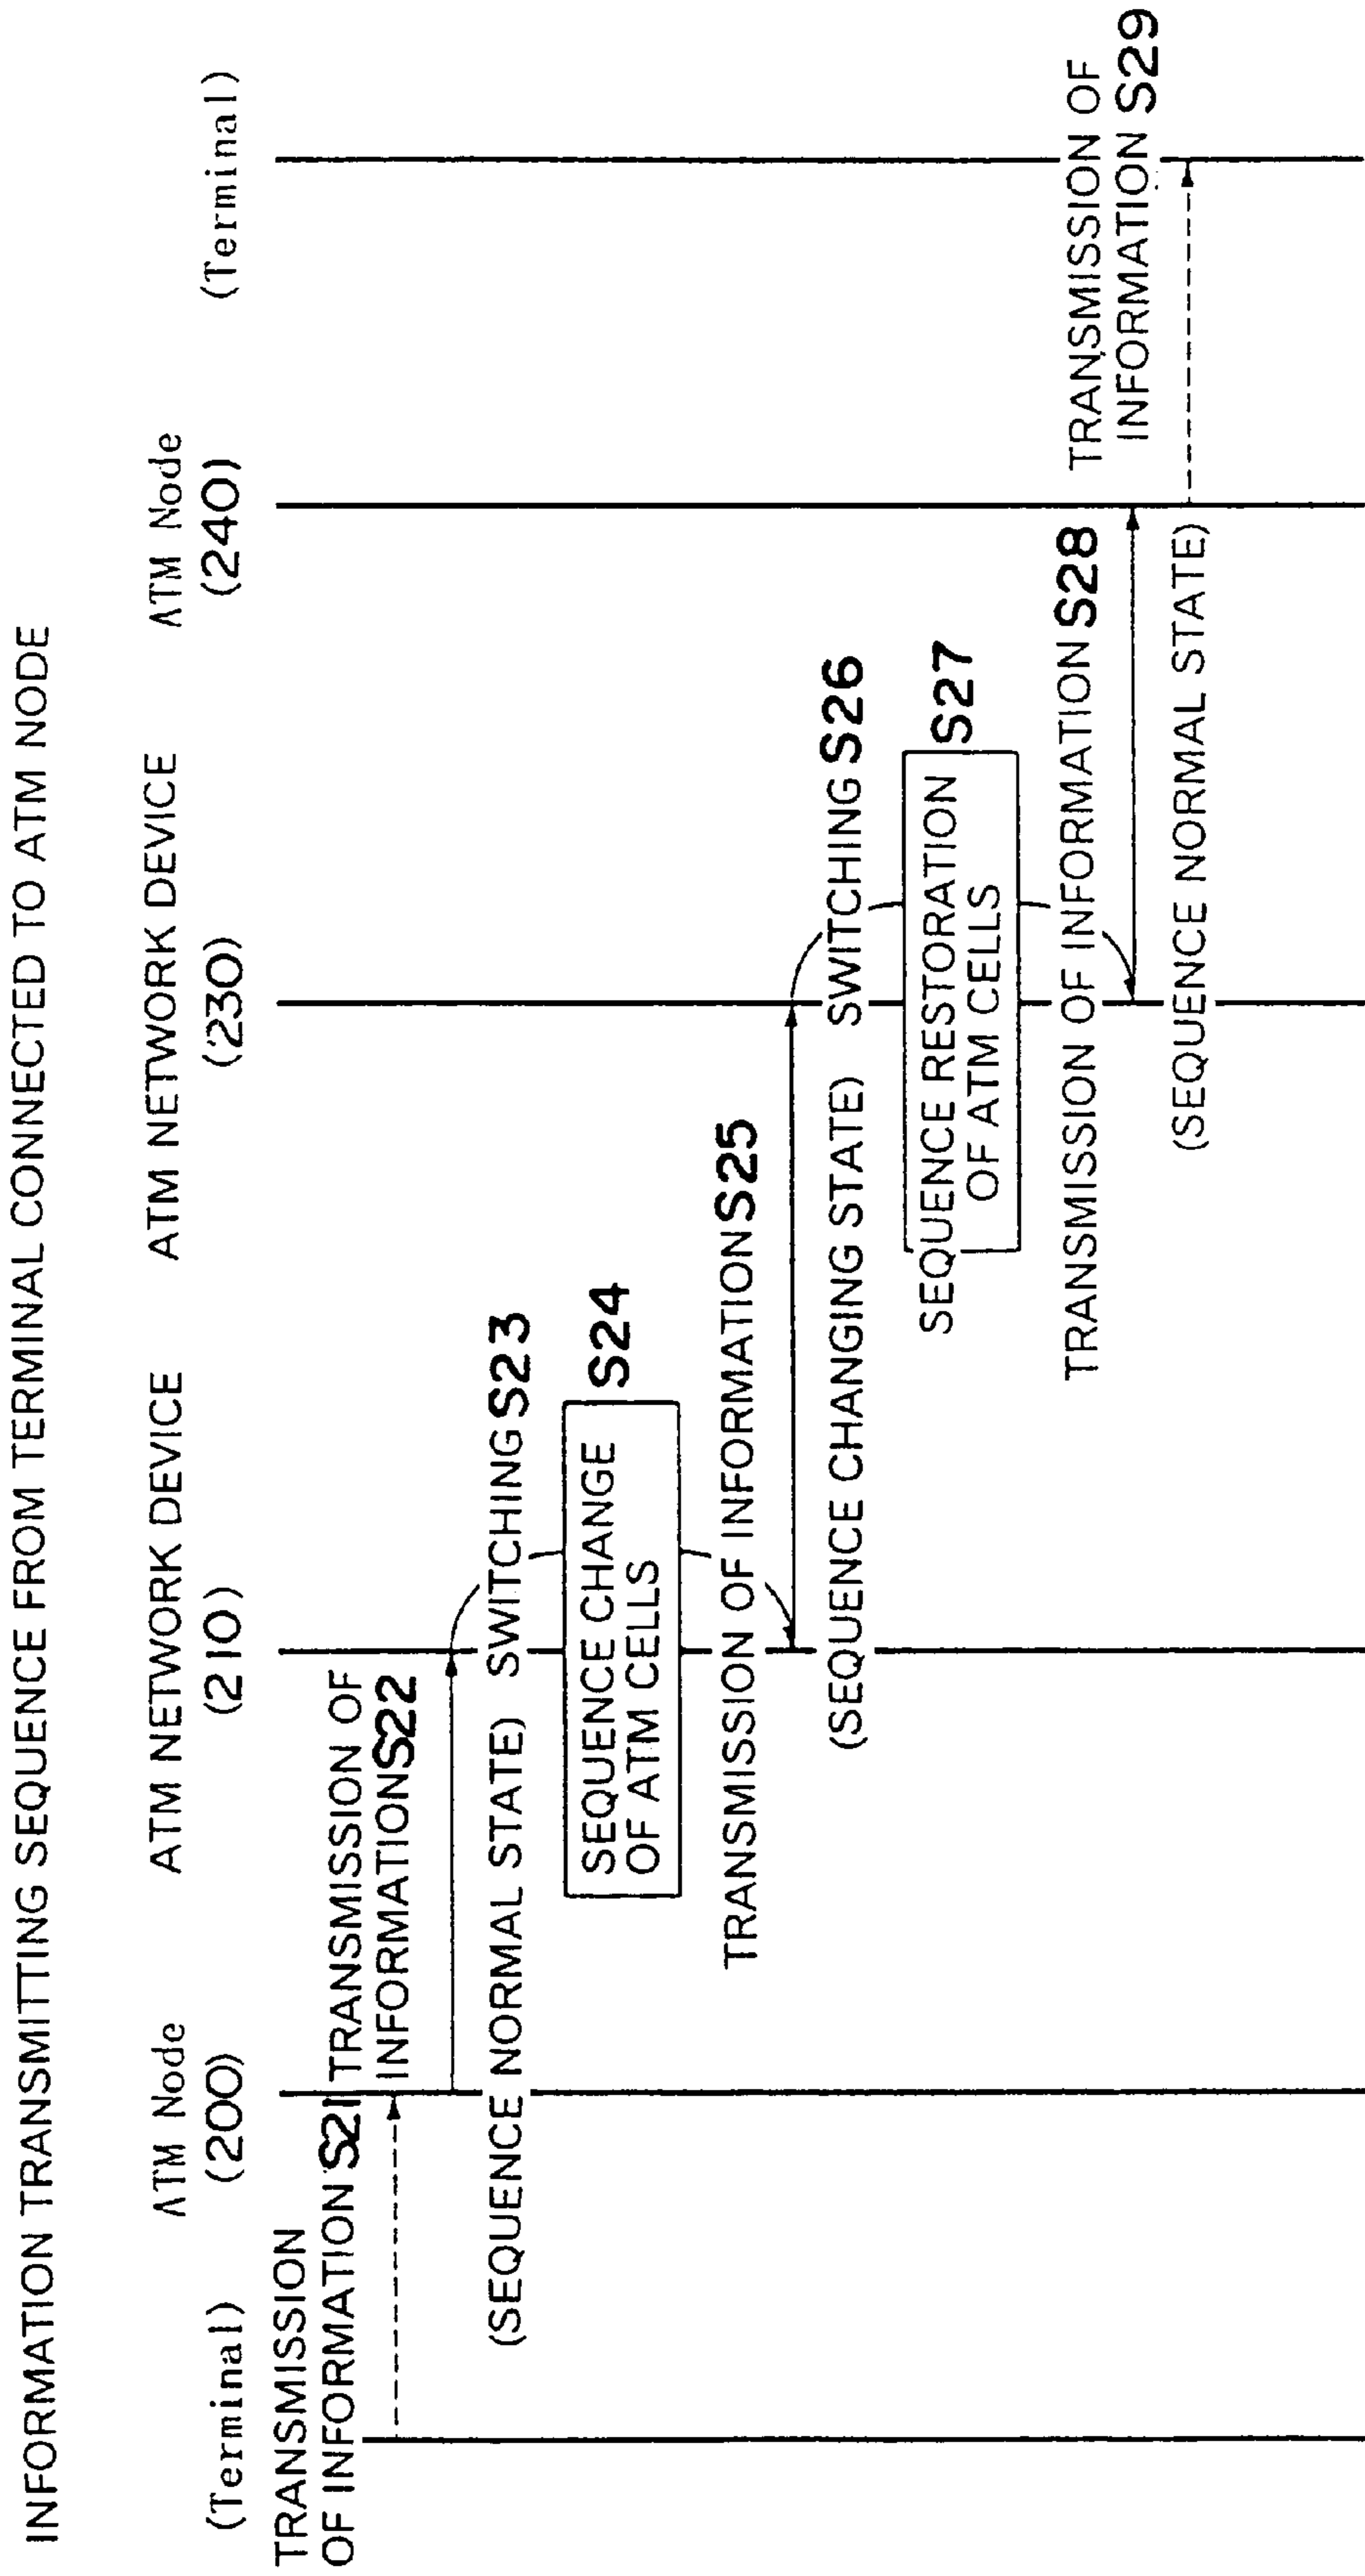 INFORMATION TRANSMITTING SEQUENCE FROM TERMINAL CONNECTED TO ATM NODE
(Terminal)
ATM Node
(200)
ATM NETWORK DEVICE
(210)
ATM NETWORK DEVICE
(230)
ATM Node
(240)
(Terminal)
TRANSMISSION
OF INFORMATION S21
TRANSMISSION OF
INFORMATION S22
(SEQUENCE NORMAL STATE)
SWITCHING S23
SEQUENCE CHANGE
OF ATM CELLS
S24
TRANSMISSION OF INFORMATION S25
(SEQUENCE CHANGING STATE)
SWITCHING S26
SEQUENCE RESTORATION
OF ATM CELLS
S27
TRANSMISSION OF INFORMATION S28
(SEQUENCE NORMAL STATE)
TRANSMISSION OF
INFORMATION S29